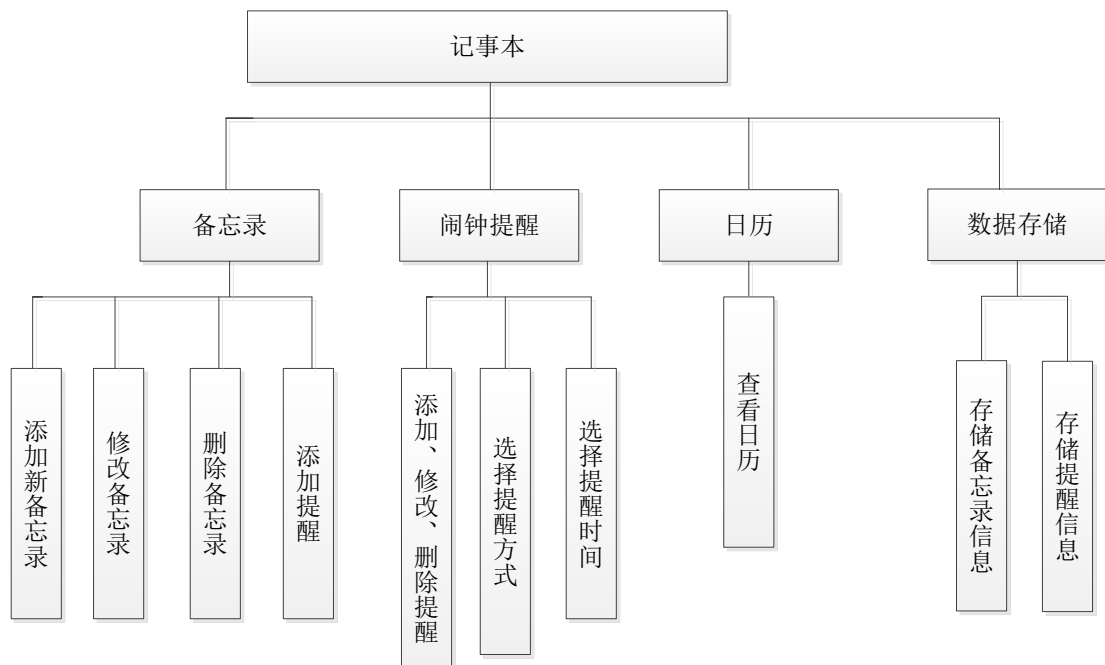 记事本
备忘录
闹钟提醒
日历
数据存储
添加新备忘录
修改备忘录
删除备忘录
添加提醒
添加、修改、删除提醒
选择提醒方式
选择提醒时间
查看日历
存储备忘录信息
存储提醒信息